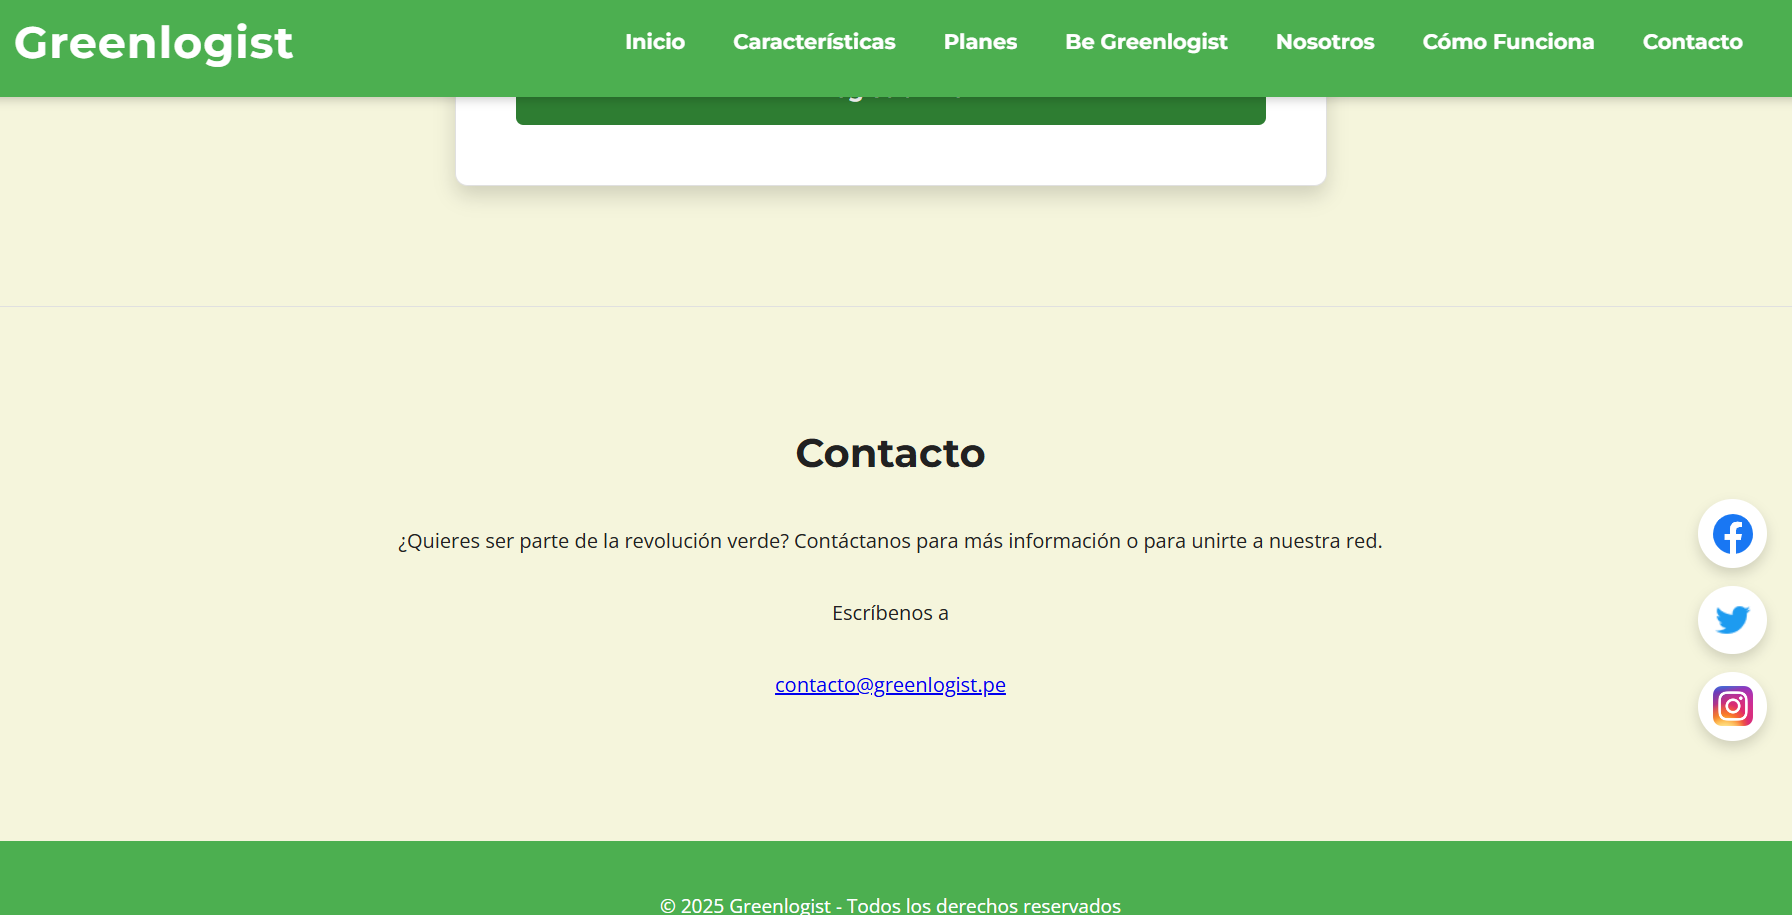 Greenlogist
Inicio Características Planes Be Greenlogist Nosotros Cómo Funciona Contacto
Contacto
¿Quieres ser parte de la revolución verde? Contáctanos para más información o para unirte a nuestra red.
Escríbenos a
contacto@greenlogist.pe
© 2025 Greenlogist - Todos los derechos reservados